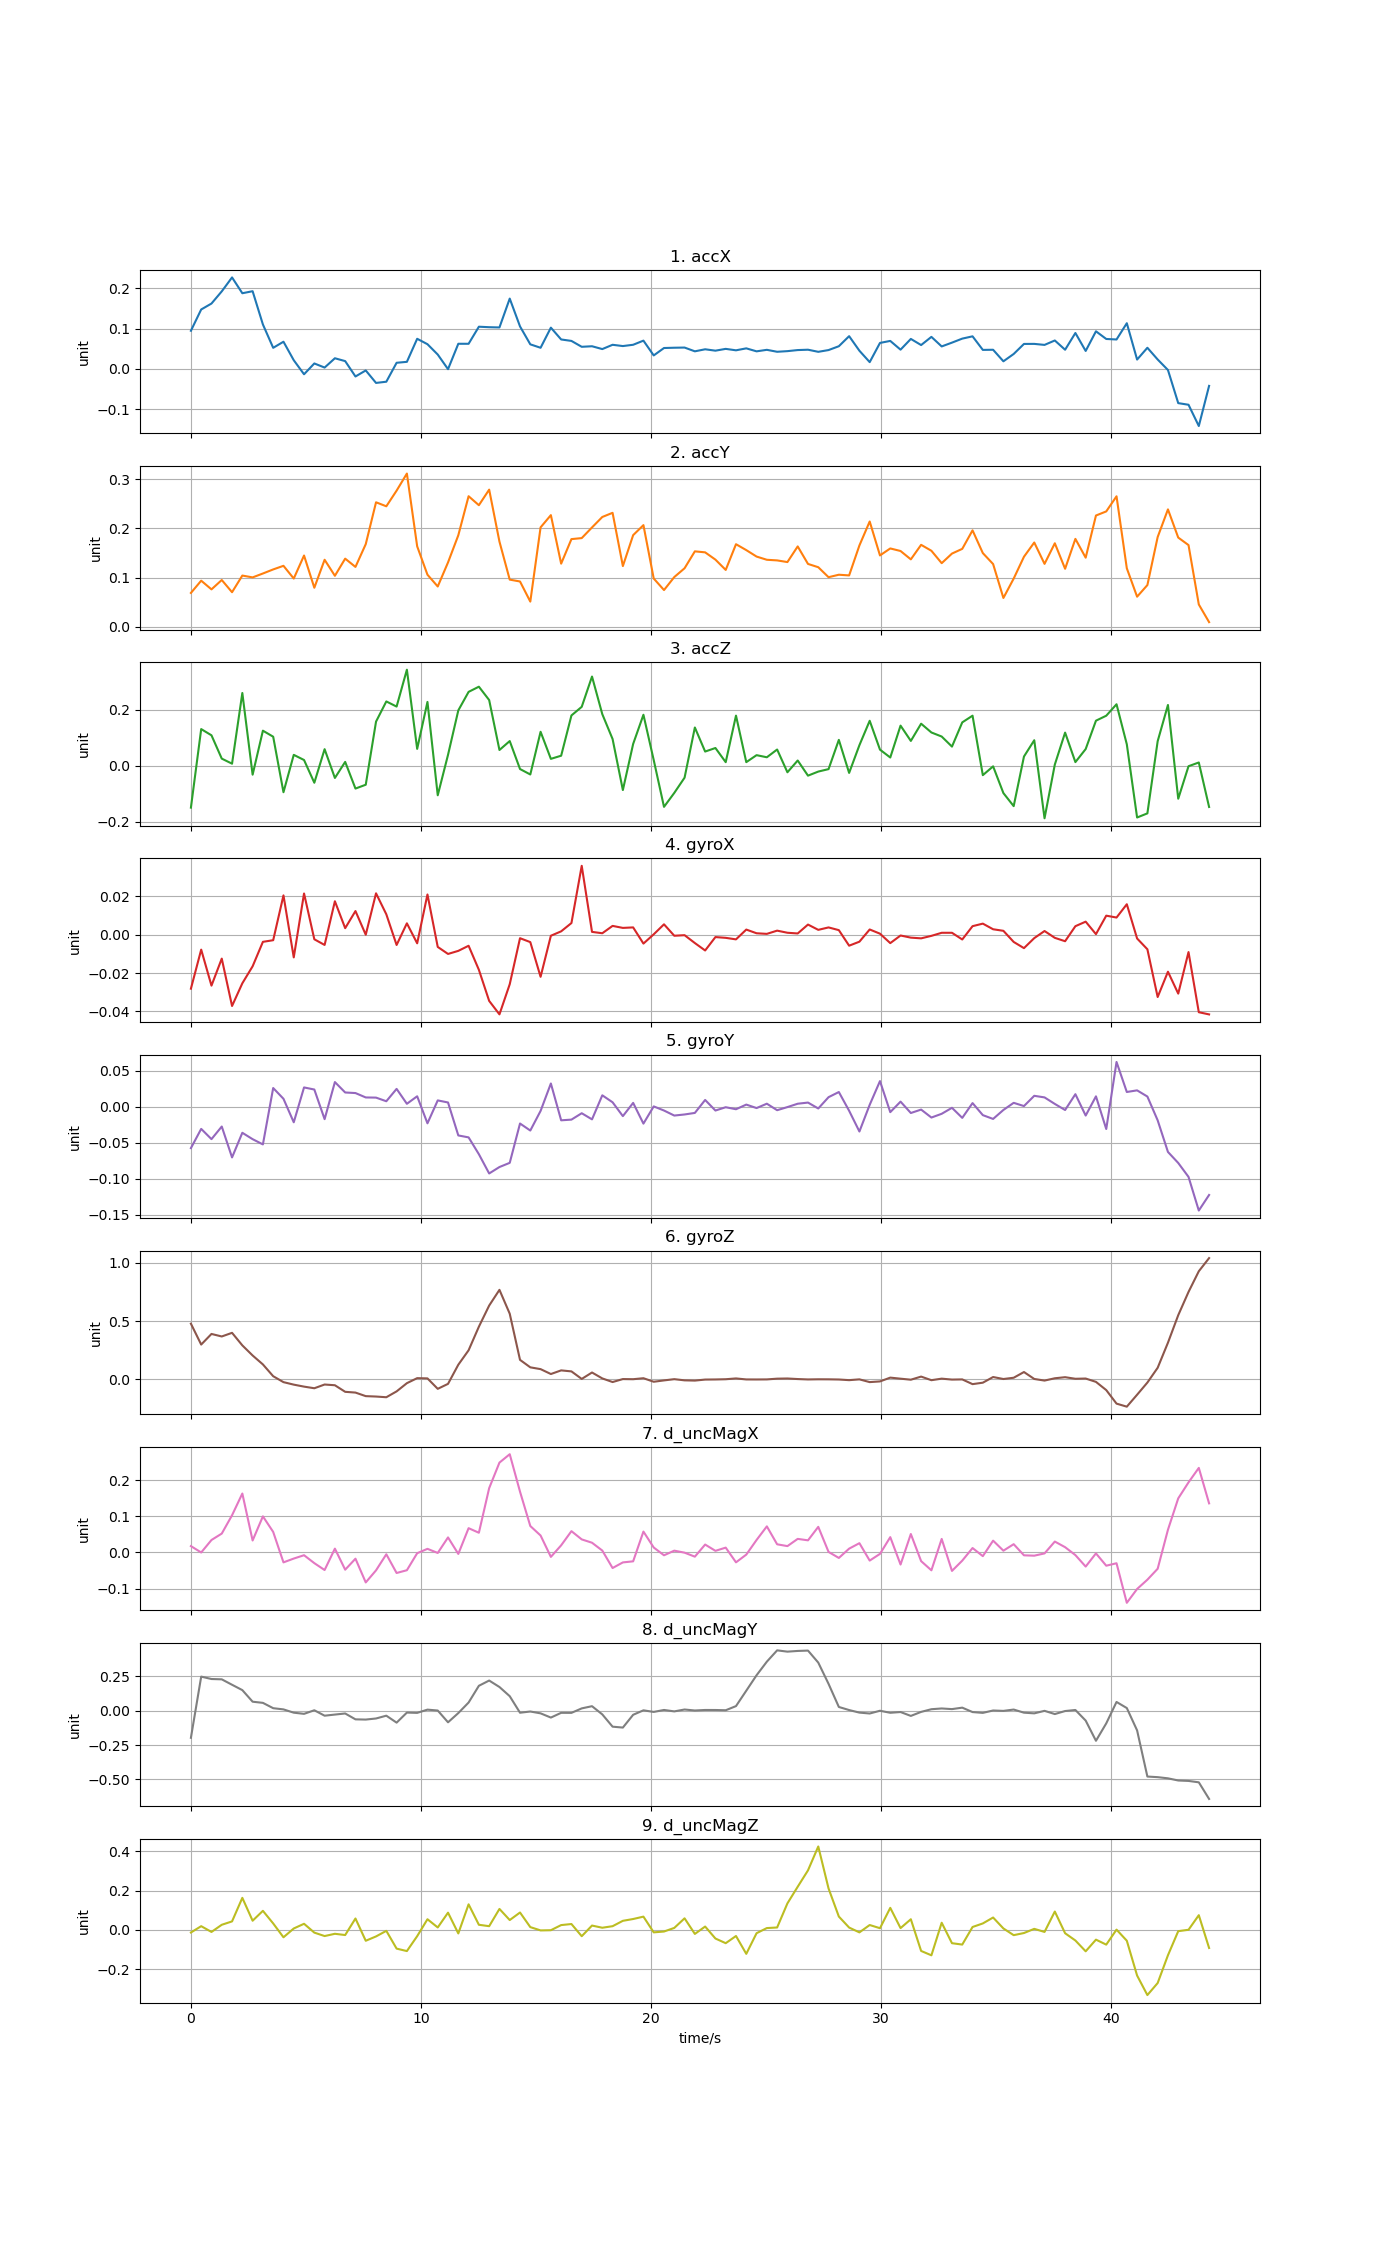 1. accX
0.2
0.1
0.0
−0.1
unit
2. accY
0.3
0.2
0.1
0.0
unit
3. accZ
0.2
0.0
−0.2
unit
4. gyroX
0.02
0.00
−0.02
−0.04
unit
5. gyroY
0.05
0.00
−0.05
−0.10
−0.15
unit
6. gyroZ
1.0
0.5
0.0
unit
7. d_uncMagX
0.2
0.1
0.0
−0.1
unit
8. d_uncMagY
0.25
0.00
−0.25
−0.50
unit
9. d_uncMagZ
0.4
0.2
0.0
−0.2
unit
0 10 20 30 40
time/s